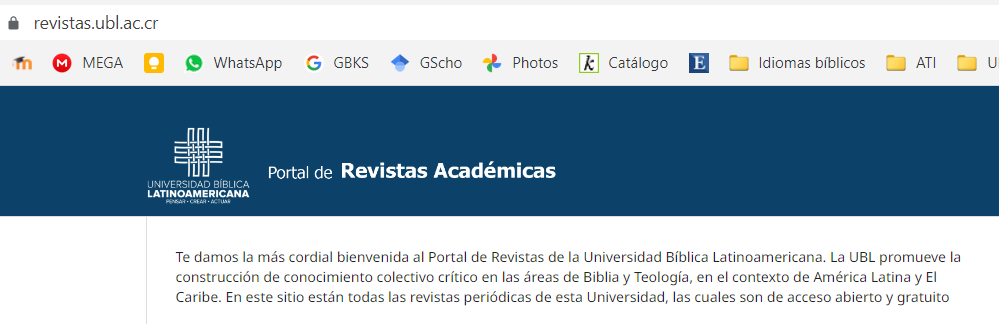 revistas.ubl.ac.cr
MEGA WhatsApp GBKS GScho Photos Catálogo Idiomas bíblicos ATI U
UNIVERSIDAD BÍBLICA
LATINOAMERICANA
PENSAR • CREAR • ACTUAR
Portal de Revistas Académicas
Te damos la más cordial bienvenida al Portal de Revistas de la Universidad Bíblica Latinoamericana. La UBL promueve la
construcción de conocimiento colectivo crítico en las áreas de Biblia y Teología, en el contexto de América Latina y El
Caribe. En este sitio están todas las revistas periódicas de esta Universidad, las cuales son de acceso abierto y gratuito